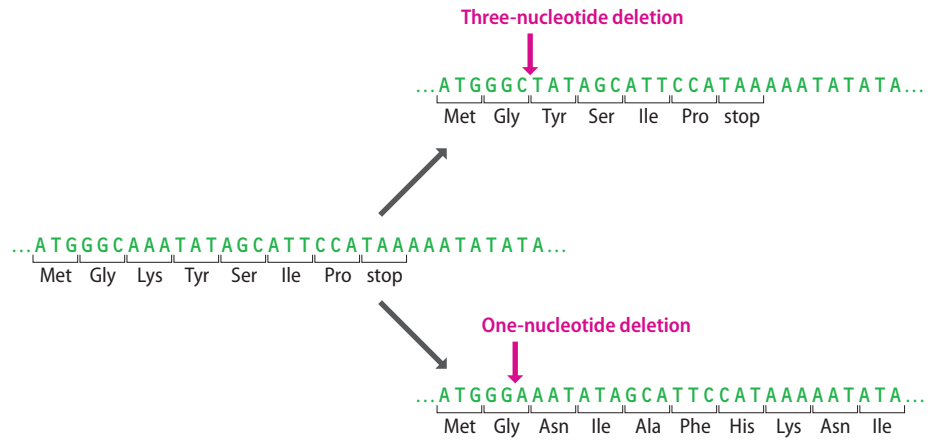 Three-nucleotide deletion
...ATGGGCTATAGCATTCCATAAAAATATATA...
Met Gly Tyr Ser Ile Pro stop
...ATGGGCAAATATAGCATTCCATAAAAATATATA...
Met Gly Lys Tyr Ser Ile Pro stop
One-nucleotide deletion
...ATGGGAAATATAGCATTCCATAAAAATATA...
Met Gly Asn Ile Ala Phe His Lys Asn Ile